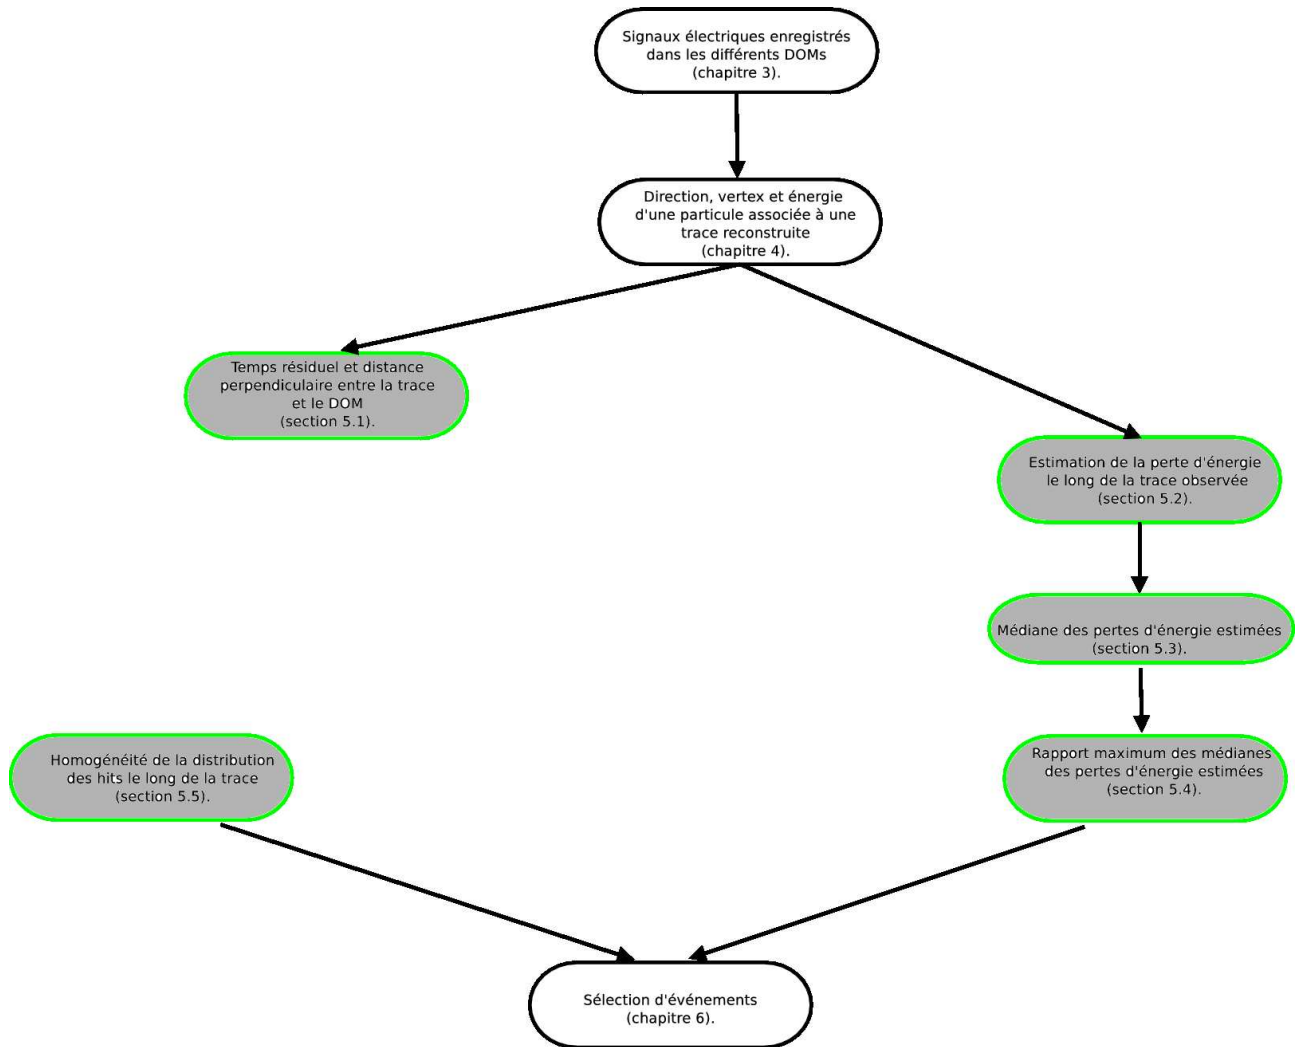 Signaux électriques enregistrés
dans les différents DOMs
(chapitre 3).
Direction, vertex et énergie
d'une particule associée à une
trace reconstruite
(chapitre 4).
Temps résiduel et distance
perpendiculaire entre la trace
et le DOM
(section 5.1).
Estimation de la perte d'énergie
le long de la trace observée
(section 5.2).
Médiane des pertes d'énergie estimées
(section 5.3).
Homogénéité de la distribution
des hits le long de la trace
(section 5.5).
Rapport maximum des médianes
des pertes d'énergie estimées
(section 5.4).
Sélection d'événements
(chapitre 6).